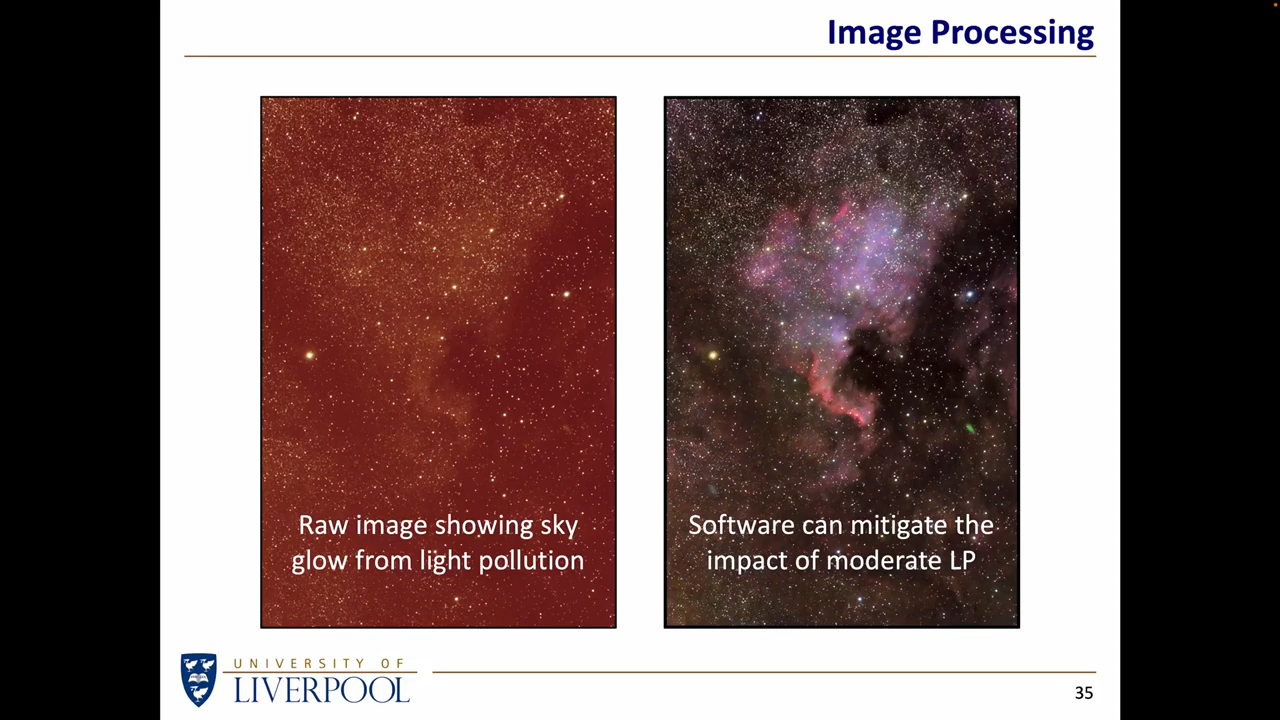 Image Processing
Raw image showing sky
glow from light pollution
Software can mitigate the
impact of moderate LP
UNIVERSITY OF
LIVERPOOL
35